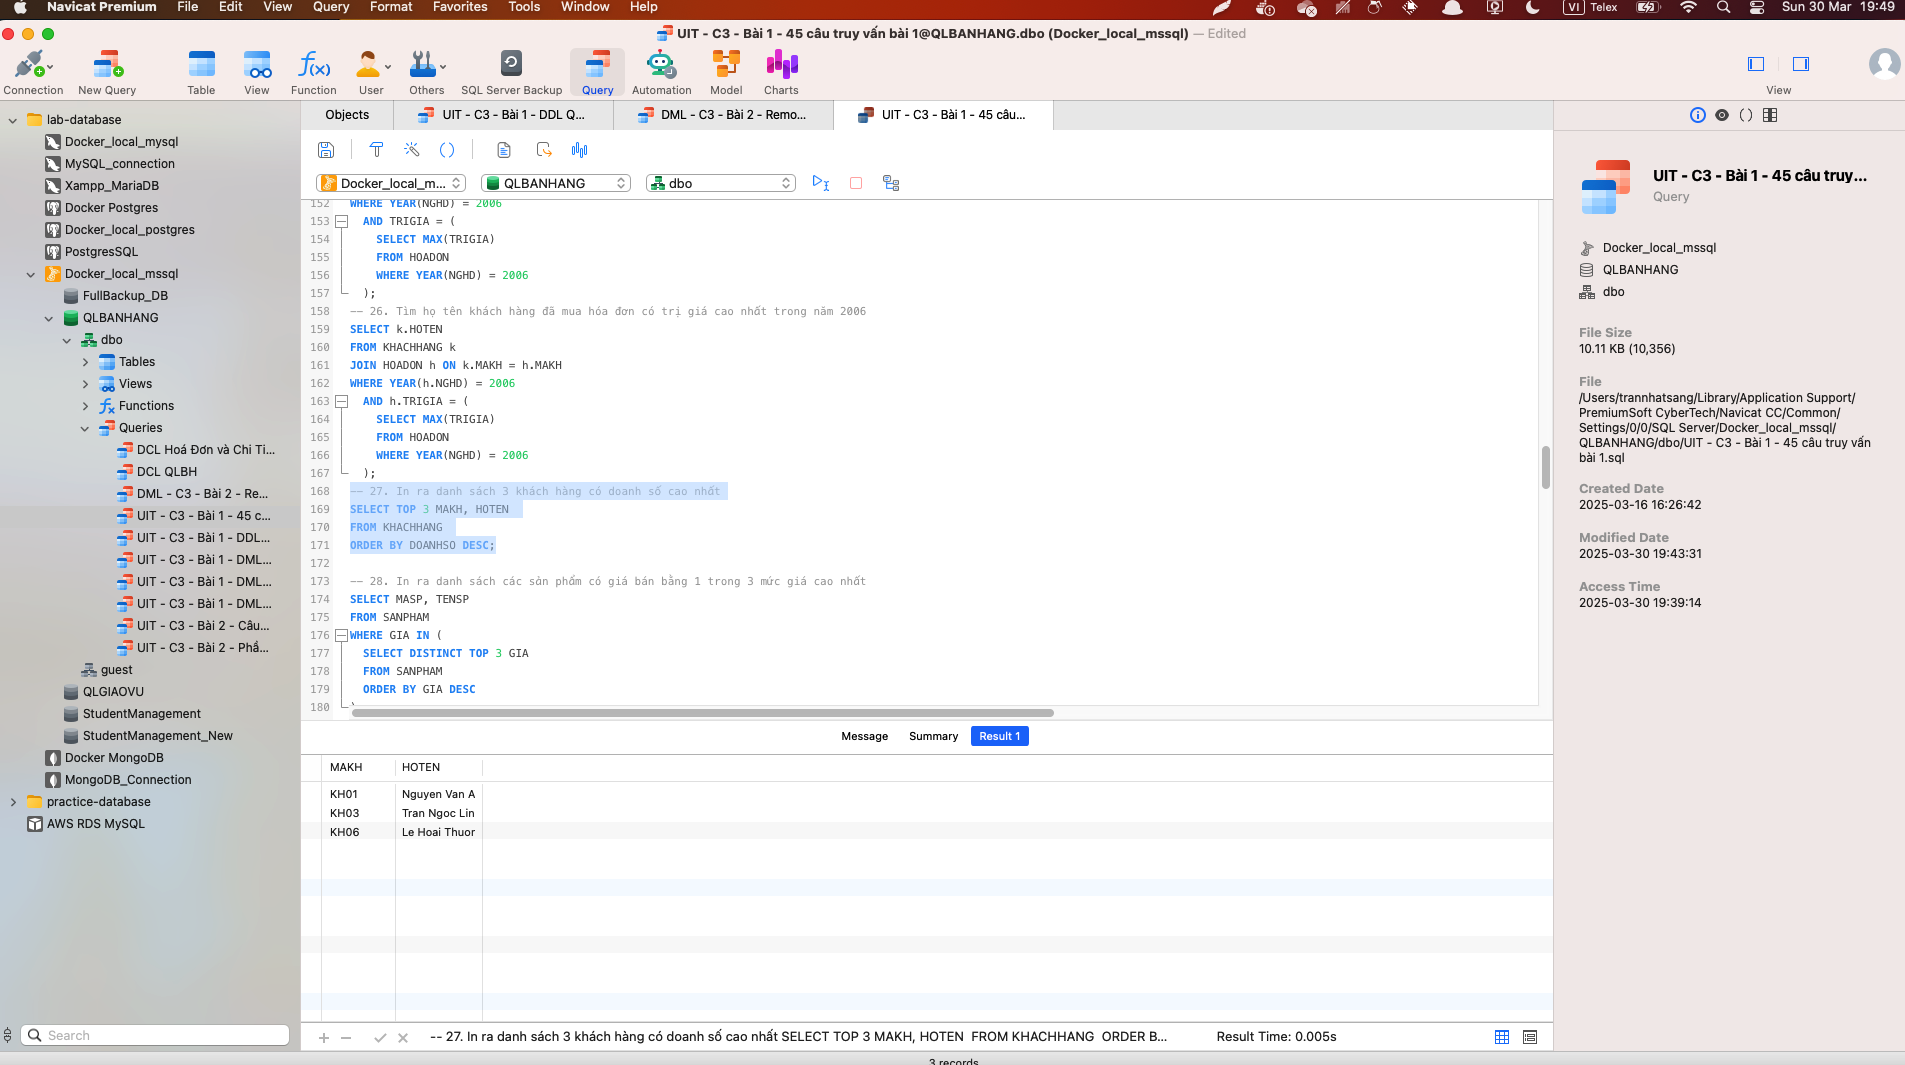 Navicat Premium File Edit View Query Format Favorites Tools Window Help VI Telex Sun 30 Mar 19:49
UIT - C3 - Bài 1 - 45 câu truy vấn bài 1@QLBANHANG.dbo (Docker_local_mssql) — Edited
Connection New Query Table View Function User Others SQL Server Backup Query Automation Model Charts View
Objects UIT - C3 - Bài 1 - DDL Q... DML - C3 - Bài 2 - Remo... UIT - C3 - Bài 1 - 45 câu...
Docker_local_m... QLBANHANG dbo
lab-database
Docker_local_mysql
MySQL_connection
Xampp_MariaDB
Docker Postgres
Docker_local_postgres
PostgresSQL
Docker_local_mssql
FullBackup_DB
QLBANHANG
dbo
Tables
Views
Functions
Queries
DCL Hoá Đơn và Chi Ti...
DCL QLBH
DML - C3 - Bài 2 - Re...
UIT - C3 - Bài 1 - 45 c...
UIT - C3 - Bài 1 - DDL...
UIT - C3 - Bài 1 - DML...
UIT - C3 - Bài 1 - DML...
UIT - C3 - Bài 1 - DML...
UIT - C3 - Bài 2 - Câu...
UIT - C3 - Bài 2 - Phầ...
guest
QLGIAOVU
StudentManagement
StudentManagement_New
Docker MongoDB
MongoDB_Connection
practice-database
AWS RDS MySQL
Search
152 WHERE YEAR(NGHD) = 2006
153 AND TRIGIA = (
154 SELECT MAX(TRIGIA)
155 FROM HOADON
156 WHERE YEAR(NGHD) = 2006
157 );
158 -- 26. Tìm họ tên khách hàng đã mua hóa đơn có trị giá cao nhất trong năm 2006
159 SELECT k.HOTEN
160 FROM KHACHHANG k
161 JOIN HOADON h ON k.MAKH = h.MAKH
162 WHERE YEAR(h.NGHD) = 2006
163 AND h.TRIGIA = (
164 SELECT MAX(TRIGIA)
165 FROM HOADON
166 WHERE YEAR(NGHD) = 2006
167 );
168 -- 27. In ra danh sách 3 khách hàng có doanh số cao nhất
169 SELECT TOP 3 MAKH, HOTEN
170 FROM KHACHHANG
171 ORDER BY DOANHSO DESC;
172
173 -- 28. In ra danh sách các sản phẩm có giá bán bằng 1 trong 3 mức giá cao nhất
174 SELECT MASP, TENSP
175 FROM SANPHAM
176 WHERE GIA IN (
177 SELECT DISTINCT TOP 3 GIA
178 FROM SANPHAM
179 ORDER BY GIA DESC
180
Message Summary Result 1
MAKH HOTEN
KH01 Nguyen Van A
KH03 Tran Ngoc Lin
KH06 Le Hoai Thuor
-- 27. In ra danh sách 3 khách hàng có doanh số cao nhất SELECT TOP 3 MAKH, HOTEN FROM KHACHHANG ORDER B... Result Time: 0.005s
3 records
UIT - C3 - Bài 1 - 45 câu truy...
Query
Docker_local_mssql
QLBANHANG
dbo
File Size
10.11 KB (10,356)
File
/Users/trannhatsang/Library/Application Support/
PremiumSoft CyberTech/Navicat CC/Common/
Settings/0/0/SQL Server/Docker_local_mssql/
QLBANHANG/dbo/UIT - C3 - Bài 1 - 45 câu truy vấn
bài 1.sql
Created Date
2025-03-16 16:26:42
Modified Date
2025-03-30 19:43:31
Access Time
2025-03-30 19:39:14